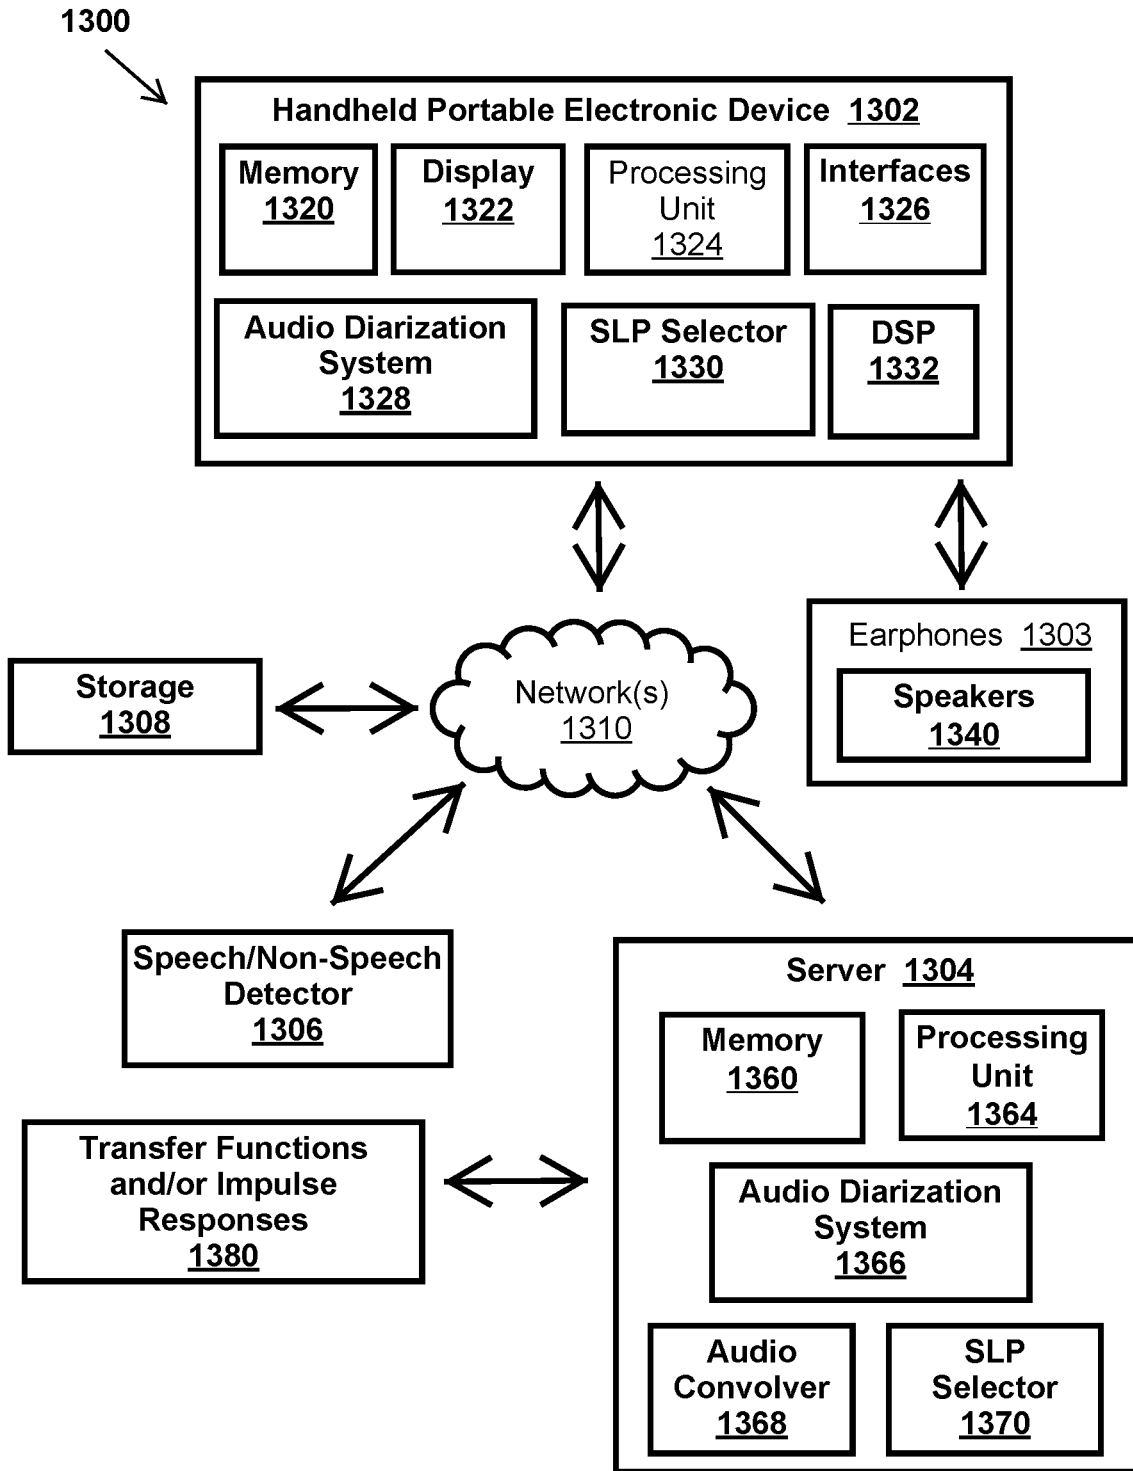 1300
Handheld Portable Electronic Device 1302
Memory
1320
Display
1322
Processing
Unit
1324
Interfaces
1326
Audio Diarization
System
1328
SLP Selector
1330
DSP
1332
Earphones 1303
Speakers
1340
Storage
1308
Network(s)
1310
Speech/Non-Speech
Detector
1306
Transfer Functions
and/or Impulse
Responses
1380
Server 1304
Memory
1360
Processing
Unit
1364
Audio Diarization
System
1366
Audio
Convolver
1368
SLP
Selector
1370